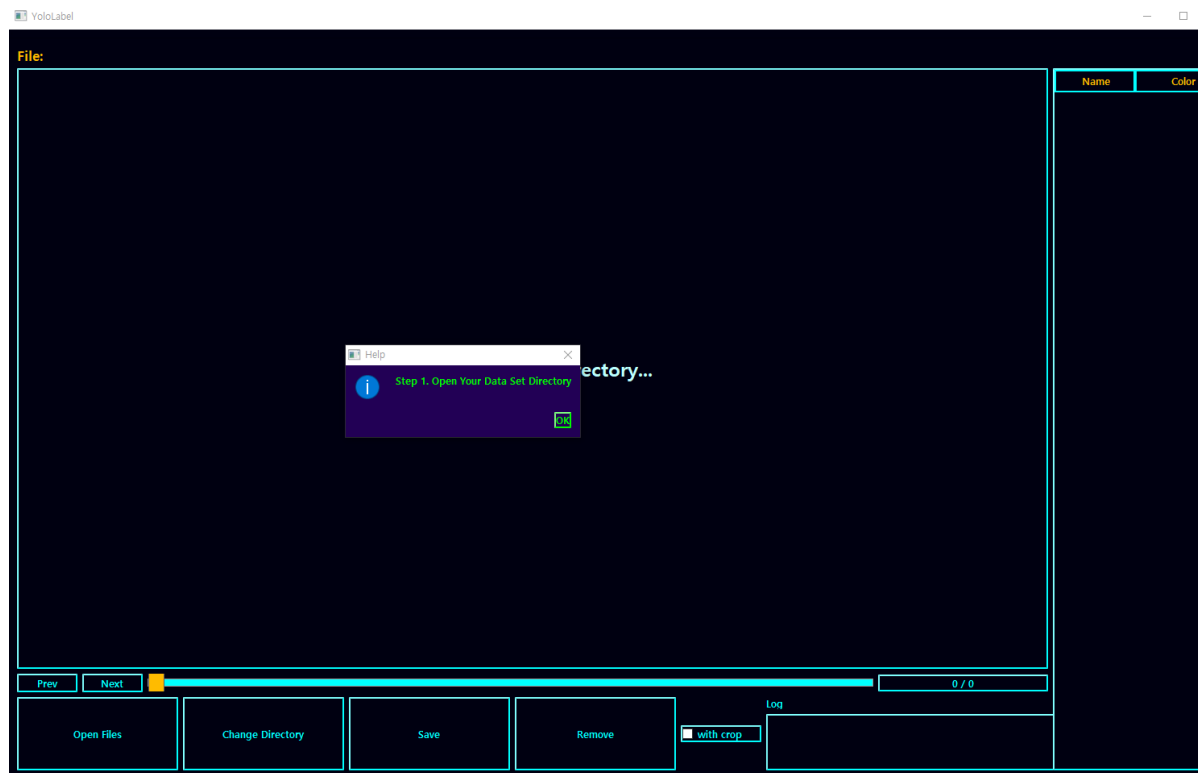 YoloLabel
File:
Name Color
Help
Step 1. Open Your Data Set Directory
OK
ectory...
Prev Next 0 / 0
Log
Open Files Change Directory Save Remove with crop